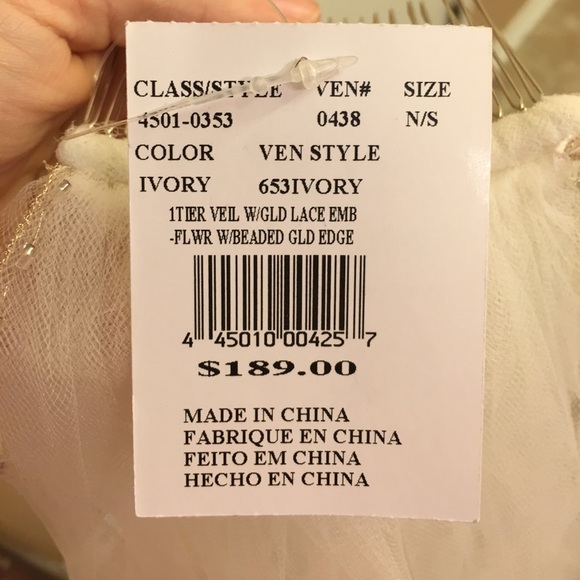 CLASS/STYLE VEN# SIZE
4501-0353 0438 N/S
COLOR VEN STYLE
IVORY 653IVORY
1TIER VEIL W/GLD LACE EMB
-FLWR W/BEADED GLD EDGE
4 45010 00425 7
$189.00
MADE IN CHINA
FABRIQUE EN CHINA
FEITO EM CHINA
HECHO EN CHINA